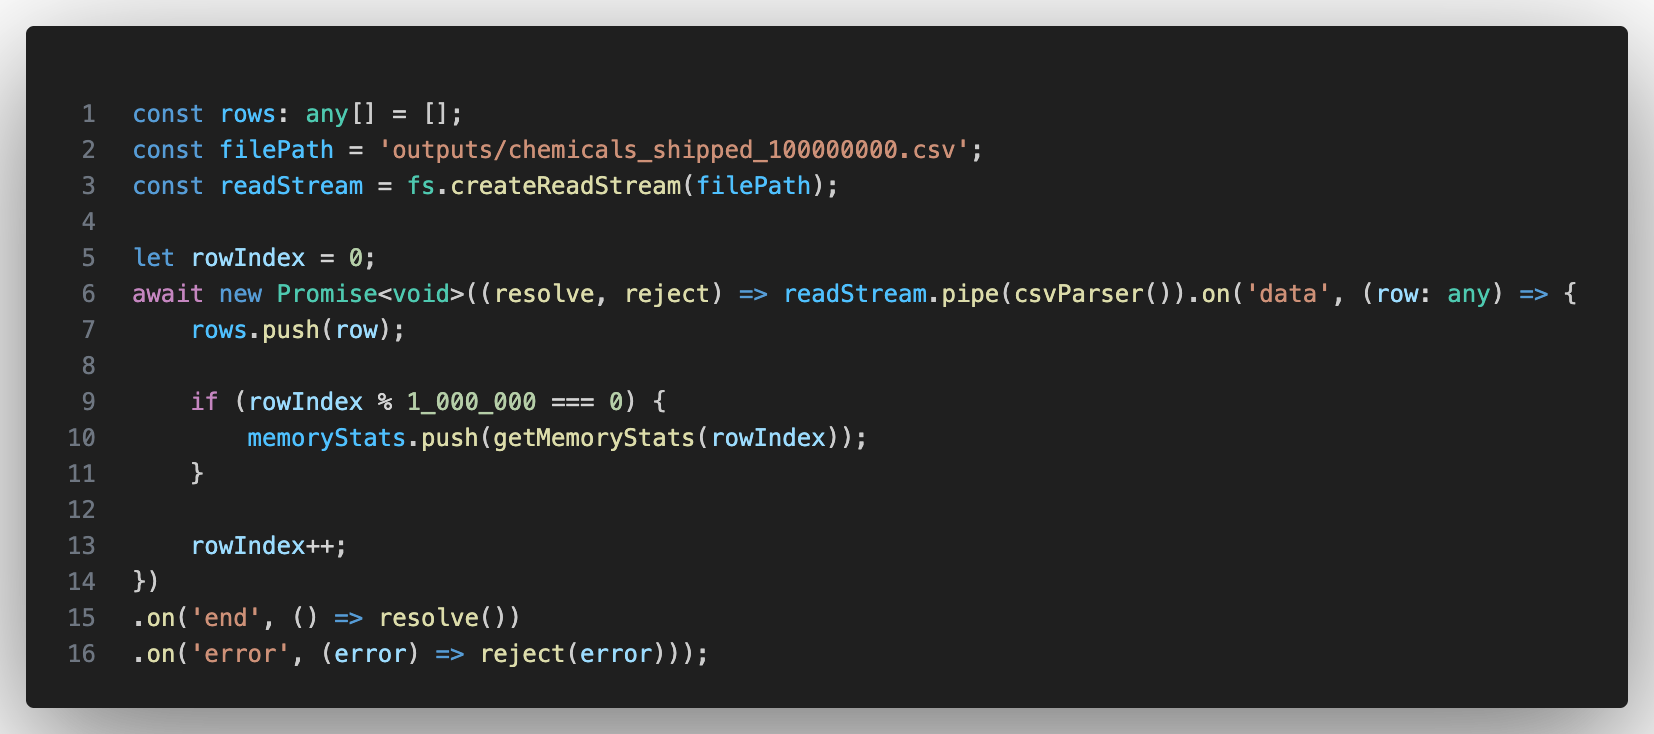 1 const rows: any[] = [];
2 const filePath = 'outputs/chemicals_shipped_100000000.csv';
3 const readStream = fs.createReadStream(filePath);
4
5 let rowIndex = 0;
6 await new Promise<void>((resolve, reject) => readStream.pipe(csvParser()).on('data', (row: any) => {
7     rows.push(row);
8
9     if (rowIndex % 1_000_000 === 0) {
10         memoryStats.push(getMemoryStats(rowIndex));
11     }
12
13     rowIndex++;
14 })
15 .on('end', () => resolve())
16 .on('error', (error) => reject(error)));